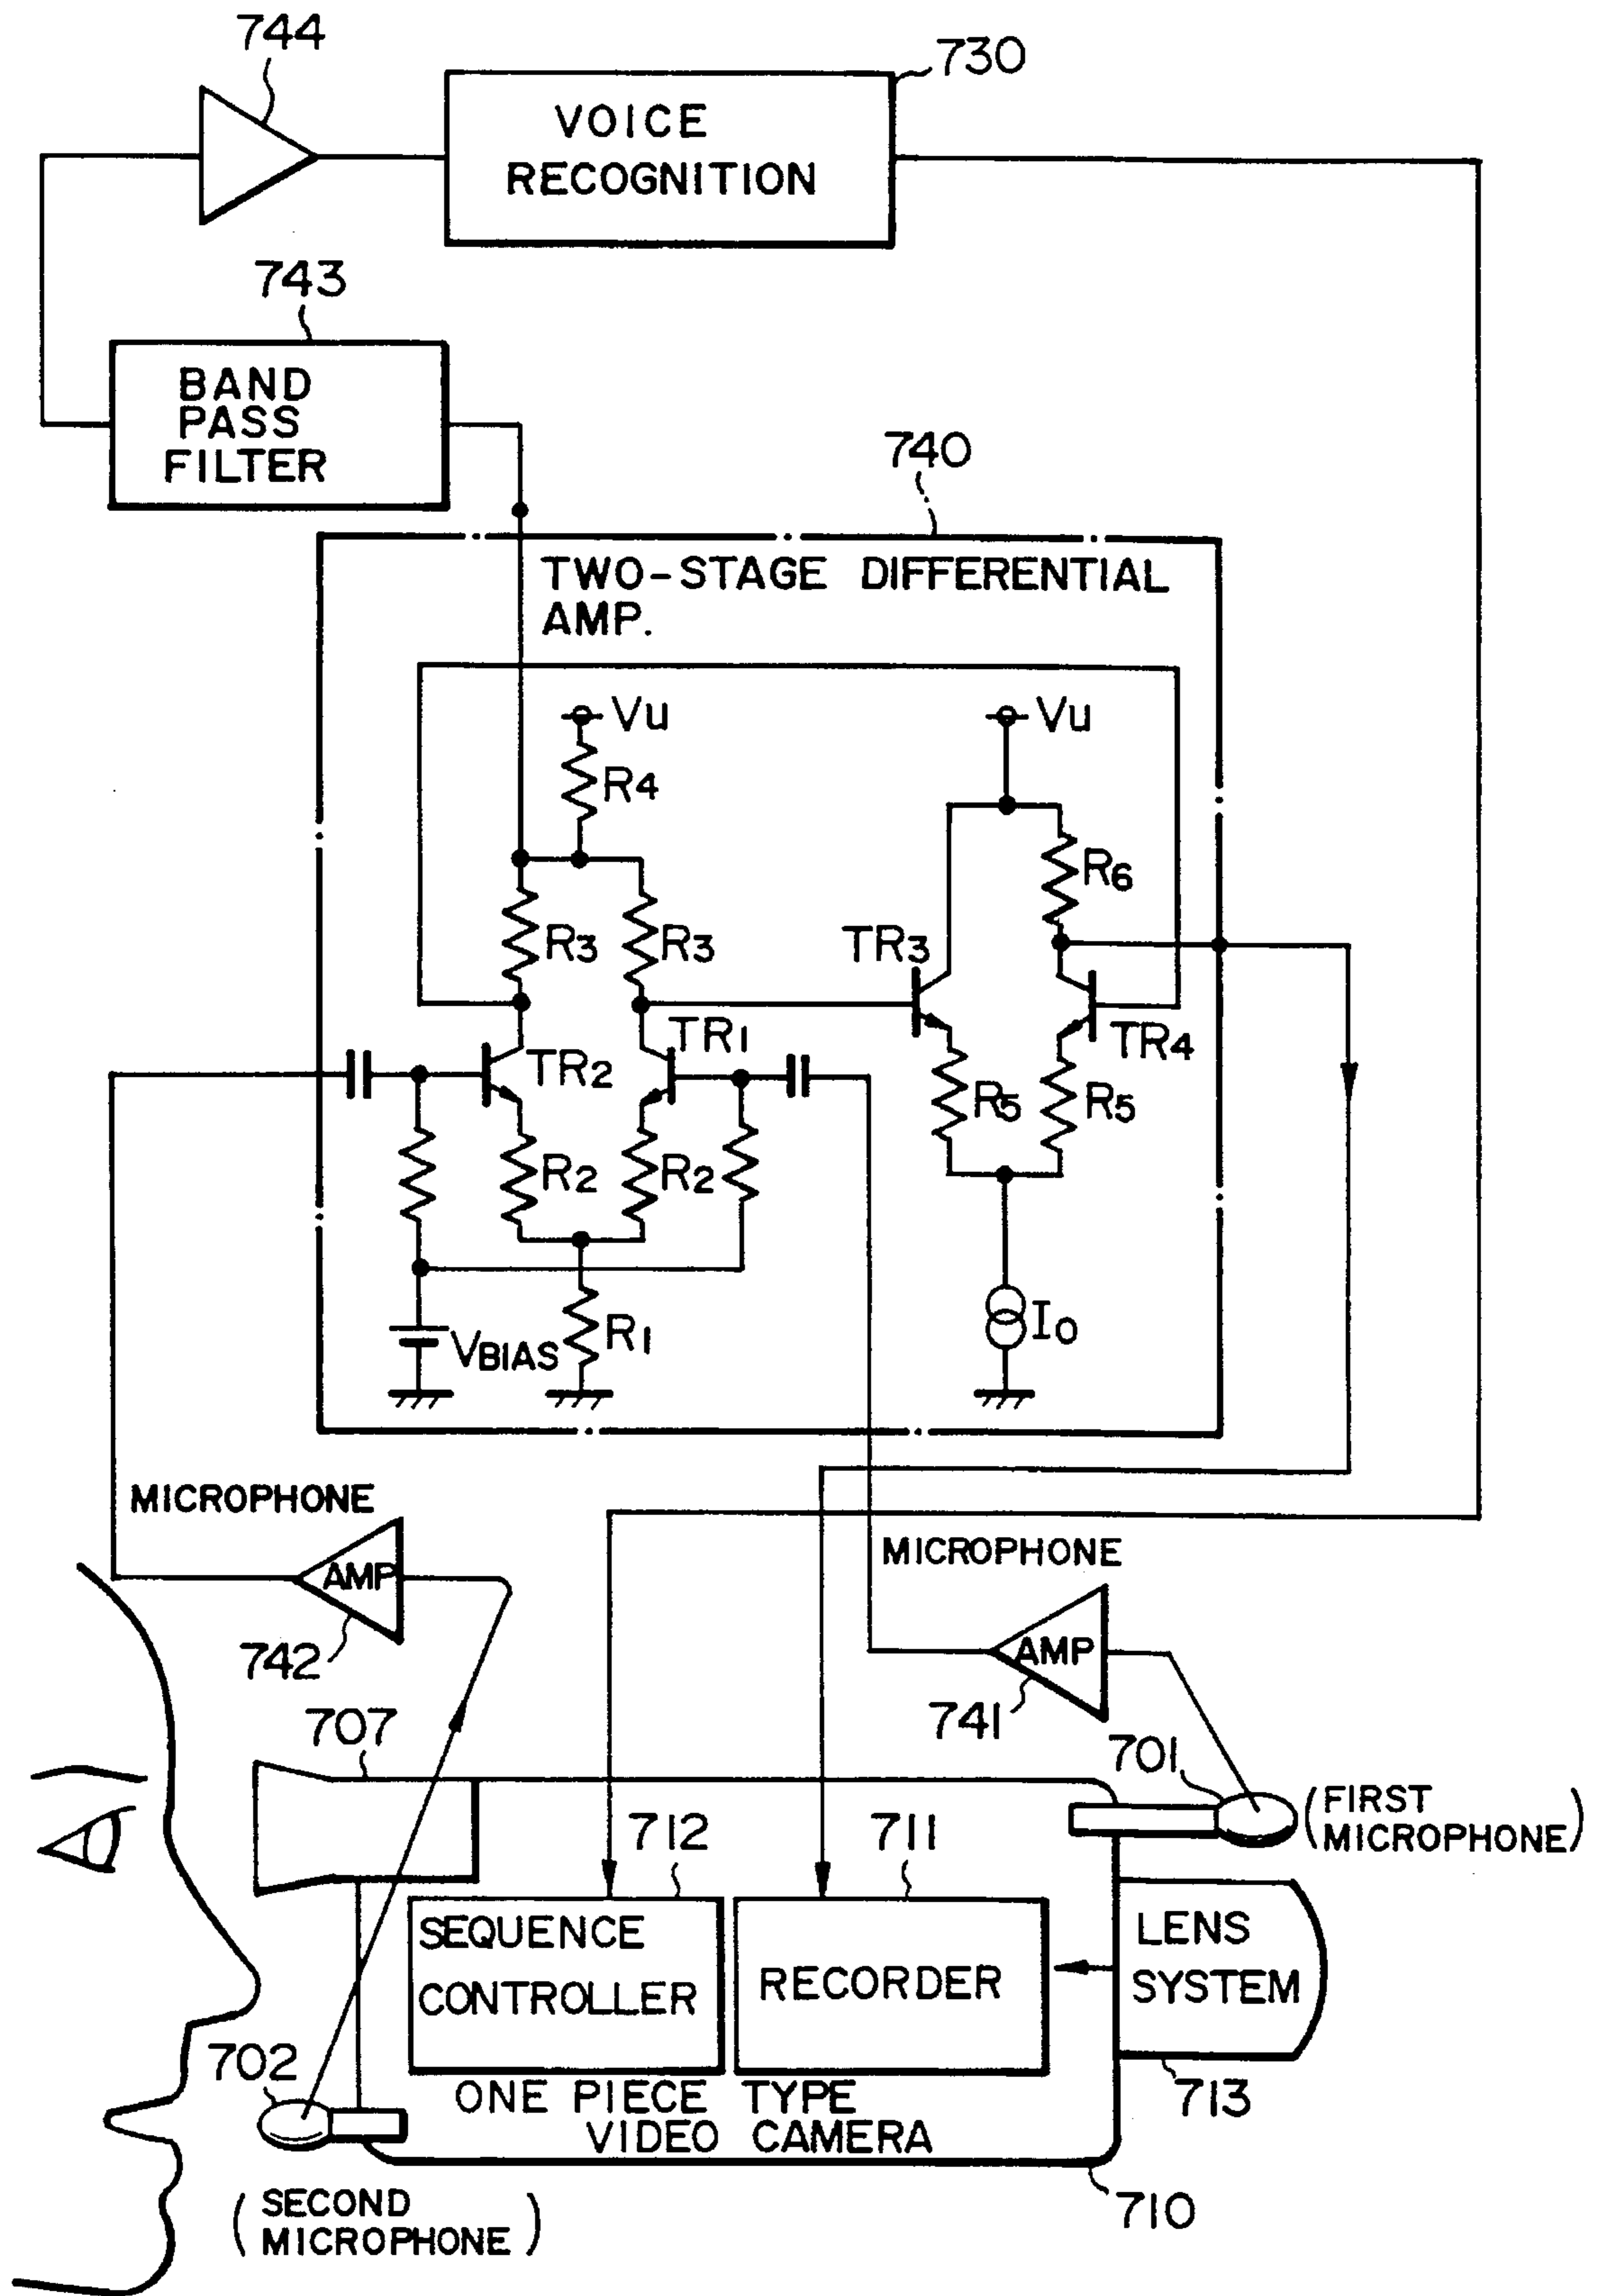 744
730
VOICE
RECOGNITION
743
BAND
PASS
FILTER
740
TWO-STAGE DIFFERENTIAL
AMP.
Vu
Vu
R4
R6
R3
R3
TR3
TR1
TR2
TR4
R5
R5
R2
R2
VBIAS
R1
I0
MICROPHONE
MICROPHONE
AMP
742
AMP
741
707
701
(FIRST
MICROPHONE)
712
711
SEQUENCE
CONTROLLER
RECORDER
LENS
SYSTEM
702
713
ONE PIECE TYPE
VIDEO CAMERA
710
(SECOND
MICROPHONE)